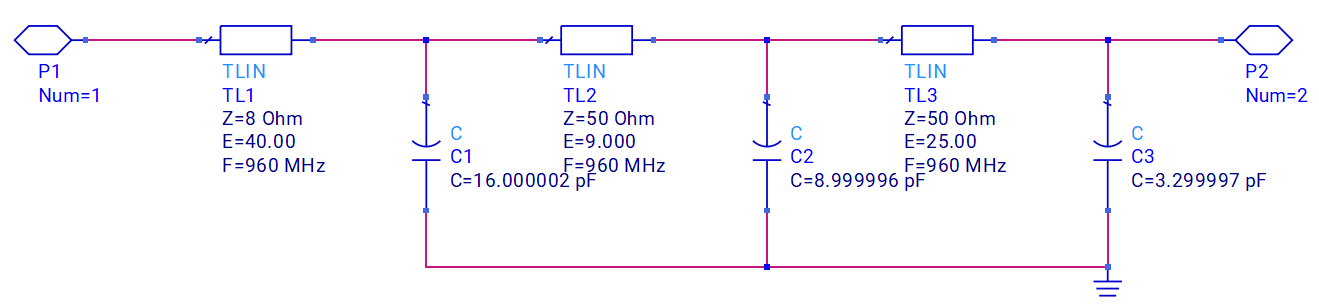 P1
Num=1
TLIN
TL1
Z=8 Ohm
E=40.00
F=960 MHz
C
C1
C=16.000002 pF
TLIN
TL2
Z=50 Ohm
E=9.000
F=960 MHz
C
C2
C=8.999996 pF
TLIN
TL3
Z=50 Ohm
E=25.00
F=960 MHz
C
C3
C=3.299997 pF
P2
Num=2